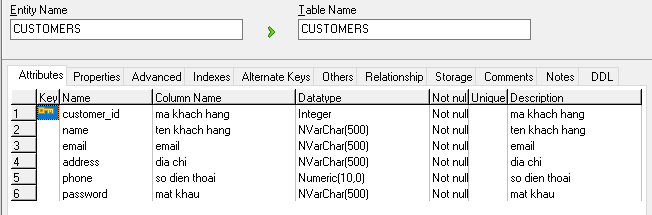 Entity Name Table Name
CUSTOMERS CUSTOMERS
Attributes Properties Advanced Indexes Alternate Keys Others Relationship Storage Comments Notes DDL
Key Name Column Name Datatype Not null Unique Description
1 customer_id ma khach hang Integer Not null ma khach hang
2 name ten khach hang NVarChar(500) Not null ten khach hang
3 email email NVarChar(500) Not null email
4 address dia chi NVarChar(500) Not null dia chi
5 phone so dien thoai Numeric(10,0) Not null so dien thoai
6 password mat khau NVarChar(500) Not null mat khau